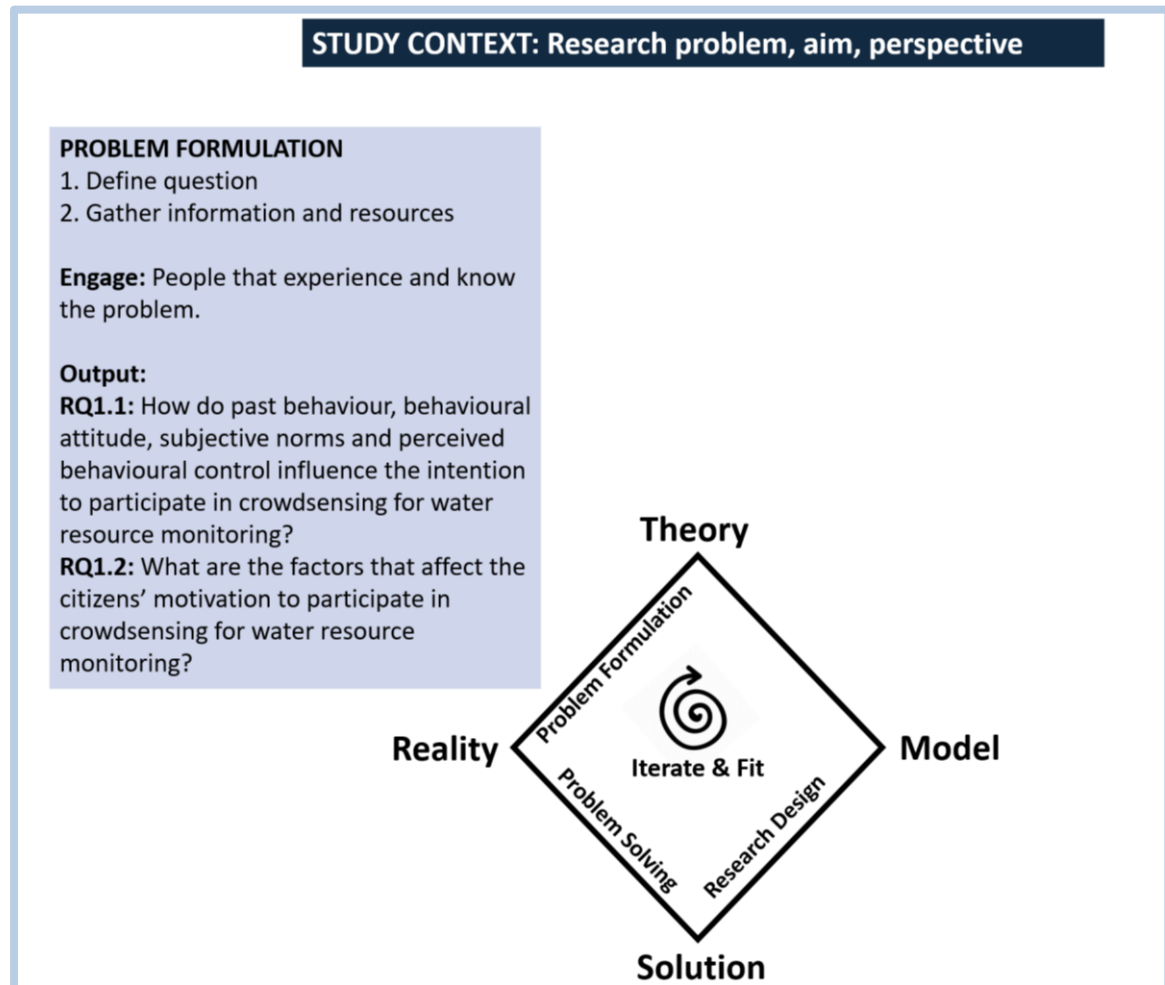 STUDY CONTEXT: Research problem, aim, perspective
PROBLEM FORMULATION
1. Define question
2. Gather information and resources
Engage: People that experience and know
the problem.
Output:
RQ1.1: How do past behaviour, behavioural
attitude, subjective norms and perceived
behavioural control influence the intention
to participate in crowdsensing for water
resource monitoring?
RQ1.2: What are the factors that affect the
citizens’ motivation to participate in
crowdsensing for water resource
monitoring?
Theory
Problem Formulation
Reality
Iterate & Fit
Model
Problem Solving
Research Design
Solution